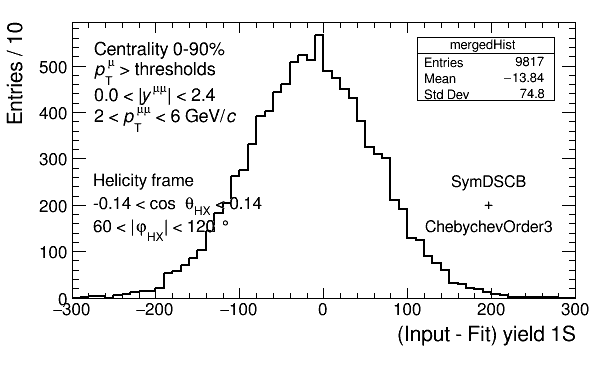 Entries / 10
500
400
300
200
100
0
Centrality 0-90%
p_T^μ > thresholds
0.0 < |y^μμ| < 2.4
2 < p_T^μμ < 6 GeV/c
Helicity frame
-0.14 < cos θ_HX < 0.14
60 < |φ_HX| < 120 °
mergedHist
Entries 9817
Mean −13.84
Std Dev 74.8
SymDSCB
+
ChebychevOrder3
−300 −200 −100 0 100 200 300
(Input - Fit) yield 1S